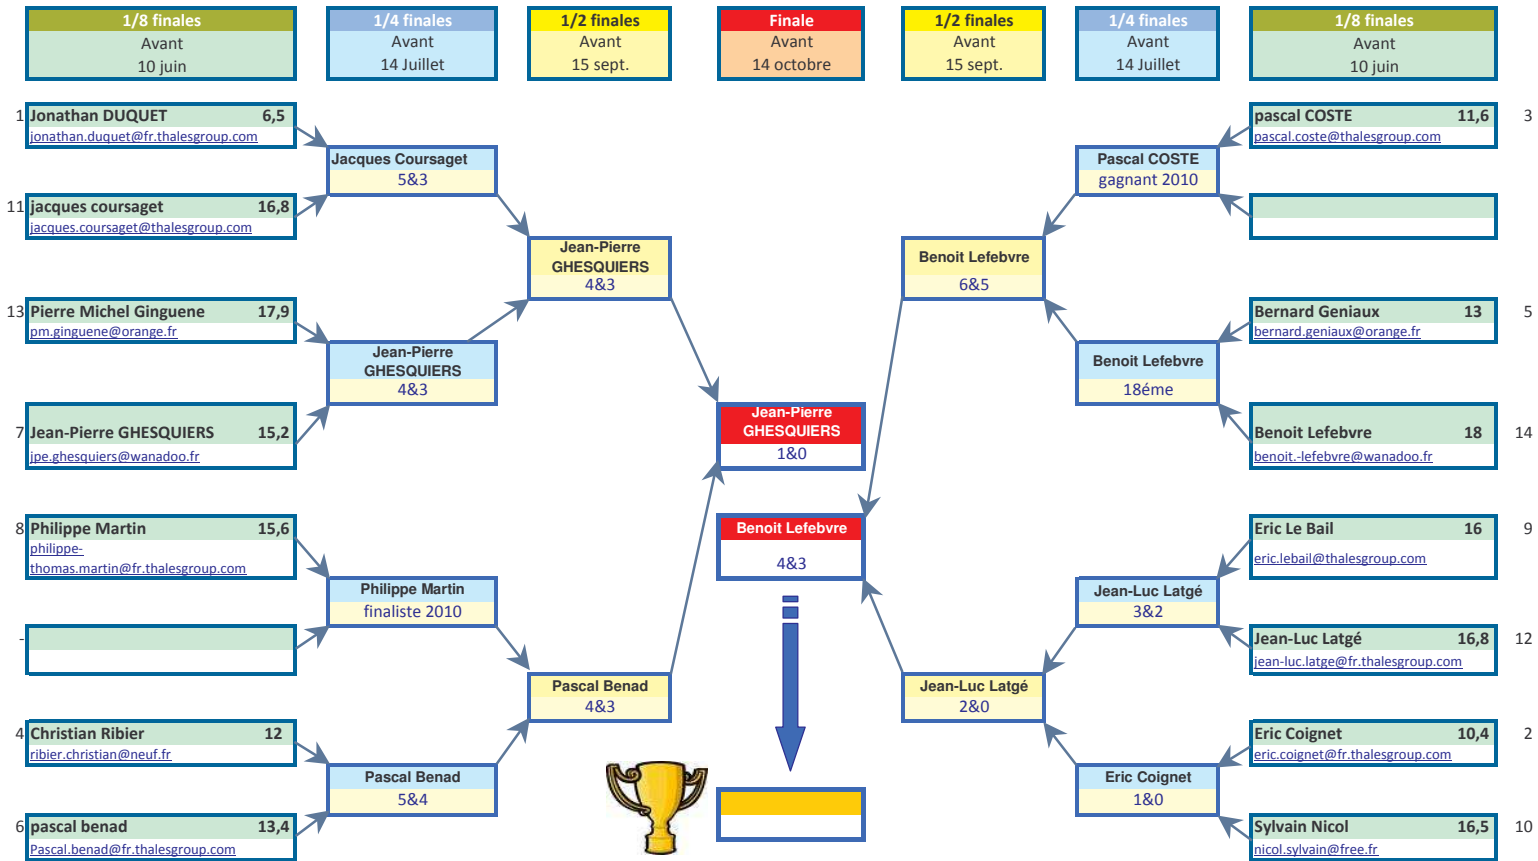 1/8 finales
Avant
10 juin
1/4 finales
Avant
14 Juillet
1/2 finales
Avant
15 sept.
Finale
Avant
14 octobre
1/2 finales
Avant
15 sept.
1/4 finales
Avant
14 Juillet
1/8 finales
Avant
10 juin
1 Jonathan DUQUET 6,5
jonathan.duquet@fr.thalesgroup.com
11 jacques coursaget 16,8
jacques.coursaget@thalesgroup.com
13 Pierre Michel Ginguene 17,9
pm.ginguene@orange.fr
7 Jean-Pierre GHESQUIERS 15,2
jpe.ghesquiers@wanadoo.fr
8 Philippe Martin 15,6
philippe-
thomas.martin@fr.thalesgroup.com
-
4 Christian Ribier 12
ribier.christian@neuf.fr
6 pascal benad 13,4
Pascal.benad@fr.thalesgroup.com
Jacques Coursaget
5&3
Jean-Pierre
GHESQUIERS
4&3
Philippe Martin
finaliste 2010
Pascal Benad
5&4
Jean-Pierre
GHESQUIERS
4&3
Pascal Benad
4&3
Jean-Pierre
GHESQUIERS
1&0
Benoit Lefebvre
4&3
Benoit Lefebvre
6&5
Jean-Luc Latgé
2&0
Pascal COSTE
gagnant 2010
Benoit Lefebvre
18éme
Jean-Luc Latgé
3&2
Eric Coignet
1&0
pascal COSTE 11,6 3
pascal.coste@thalesgroup.com
Bernard Geniaux 13 5
bernard.geniaux@orange.fr
Benoit Lefebvre 18 14
benoit.-lefebvre@wanadoo.fr
Eric Le Bail 16 9
eric.lebail@thalesgroup.com
Jean-Luc Latgé 16,8 12
jean-luc.latge@fr.thalesgroup.com
Eric Coignet 10,4 2
eric.coignet@fr.thalesgroup.com
Sylvain Nicol 16,5 10
nicol.sylvain@free.fr